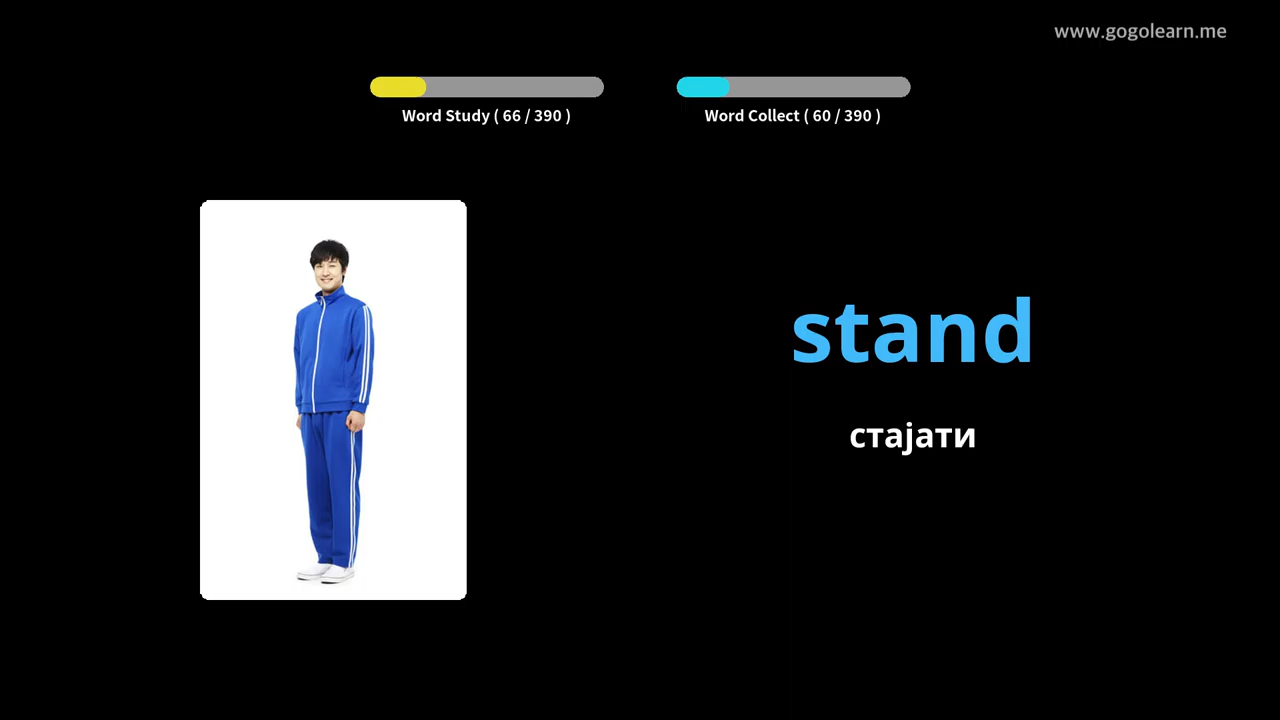 www.gogolearn.me
Word Study ( 66 / 390 )
Word Collect ( 60 / 390 )
stand
стајати